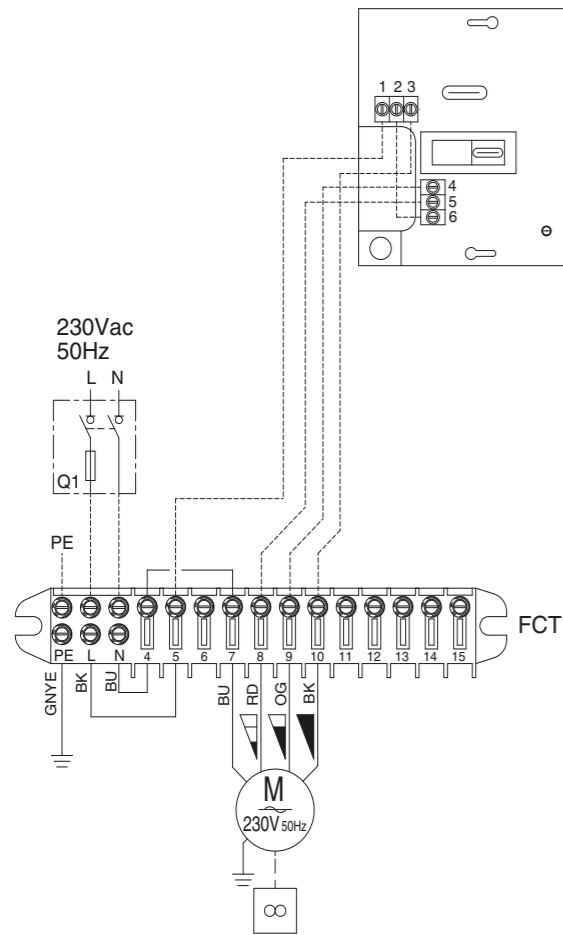 1 2 3
4
5
6
230Vac
50Hz
L N
Q1
PE
FCT
PE L N 4 5 6 7 8 9 10 11 12 13 14 15
GNYE BK BU BU RD OG BK
M
230V 50Hz